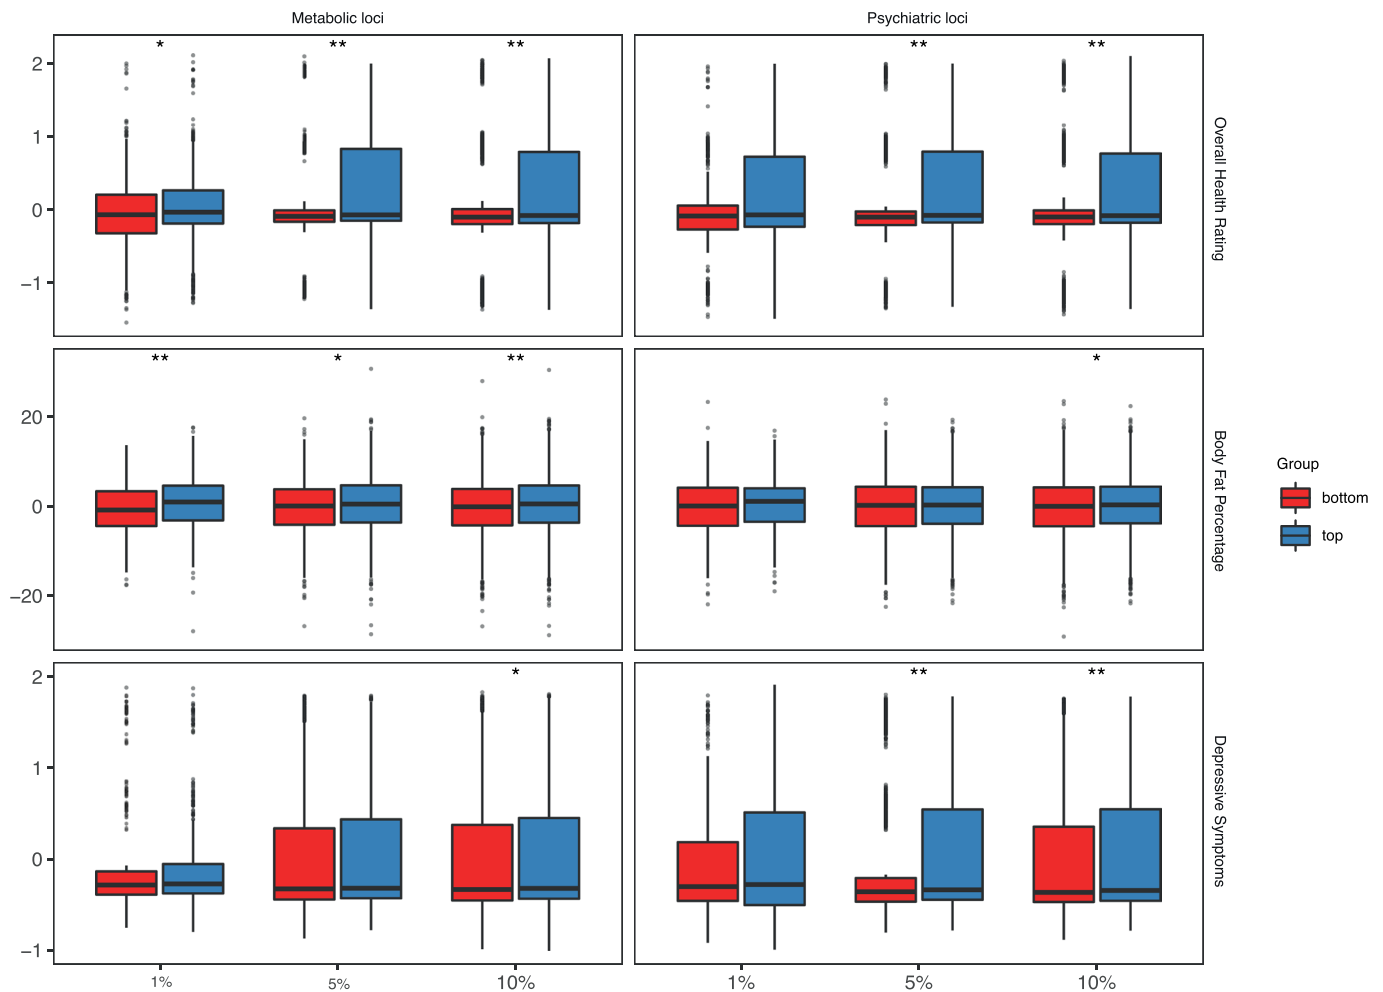 Metabolic loci Psychiatric loci
* ** ** ** **
2
1
0
−1
Overall Health Rating
** * ** *
20
0
−20
Body Fat Percentage
Group
bottom
top
* ** **
2
1
0
−1
Depressive Symptoms
1% 5% 10% 1% 5% 10%